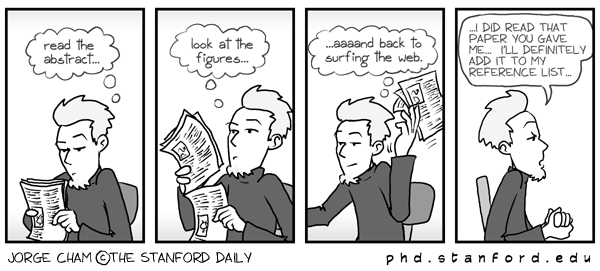 read the
abstract...
look at the
figures...
...aaaand back to
surfing the web.
...I DID READ THAT
PAPER YOU GAVE
ME... I'LL DEFINITELY
ADD IT TO MY
REFERENCE LIST...
JORGE CHAM ©THE STANFORD DAILY
phd.stanford.edu